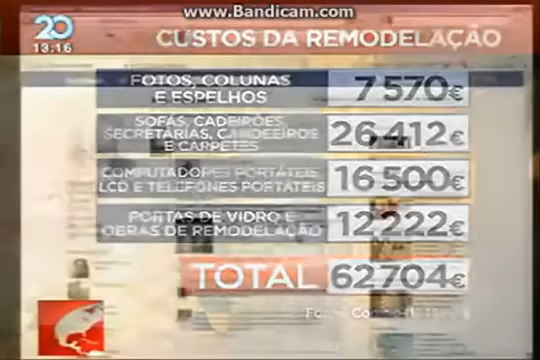 www.Bandicam.com
20
13:16
CUSTOS DA REMODELAÇÃO
FOTOS, COLUNAS
E ESPELHOS
7 570€
SOFÁS, CADEIRÕES,
SECRETÁRIAS, CANDEEIROS
E CARPETES
26 412€
COMPUTADORES PORTÁTEIS,
LCD E TELEFONES PORTÁTEIS
16 500€
PORTAS DE VIDRO E
OBRAS DE REMODELAÇÃO
12 222€
TOTAL
62 704€